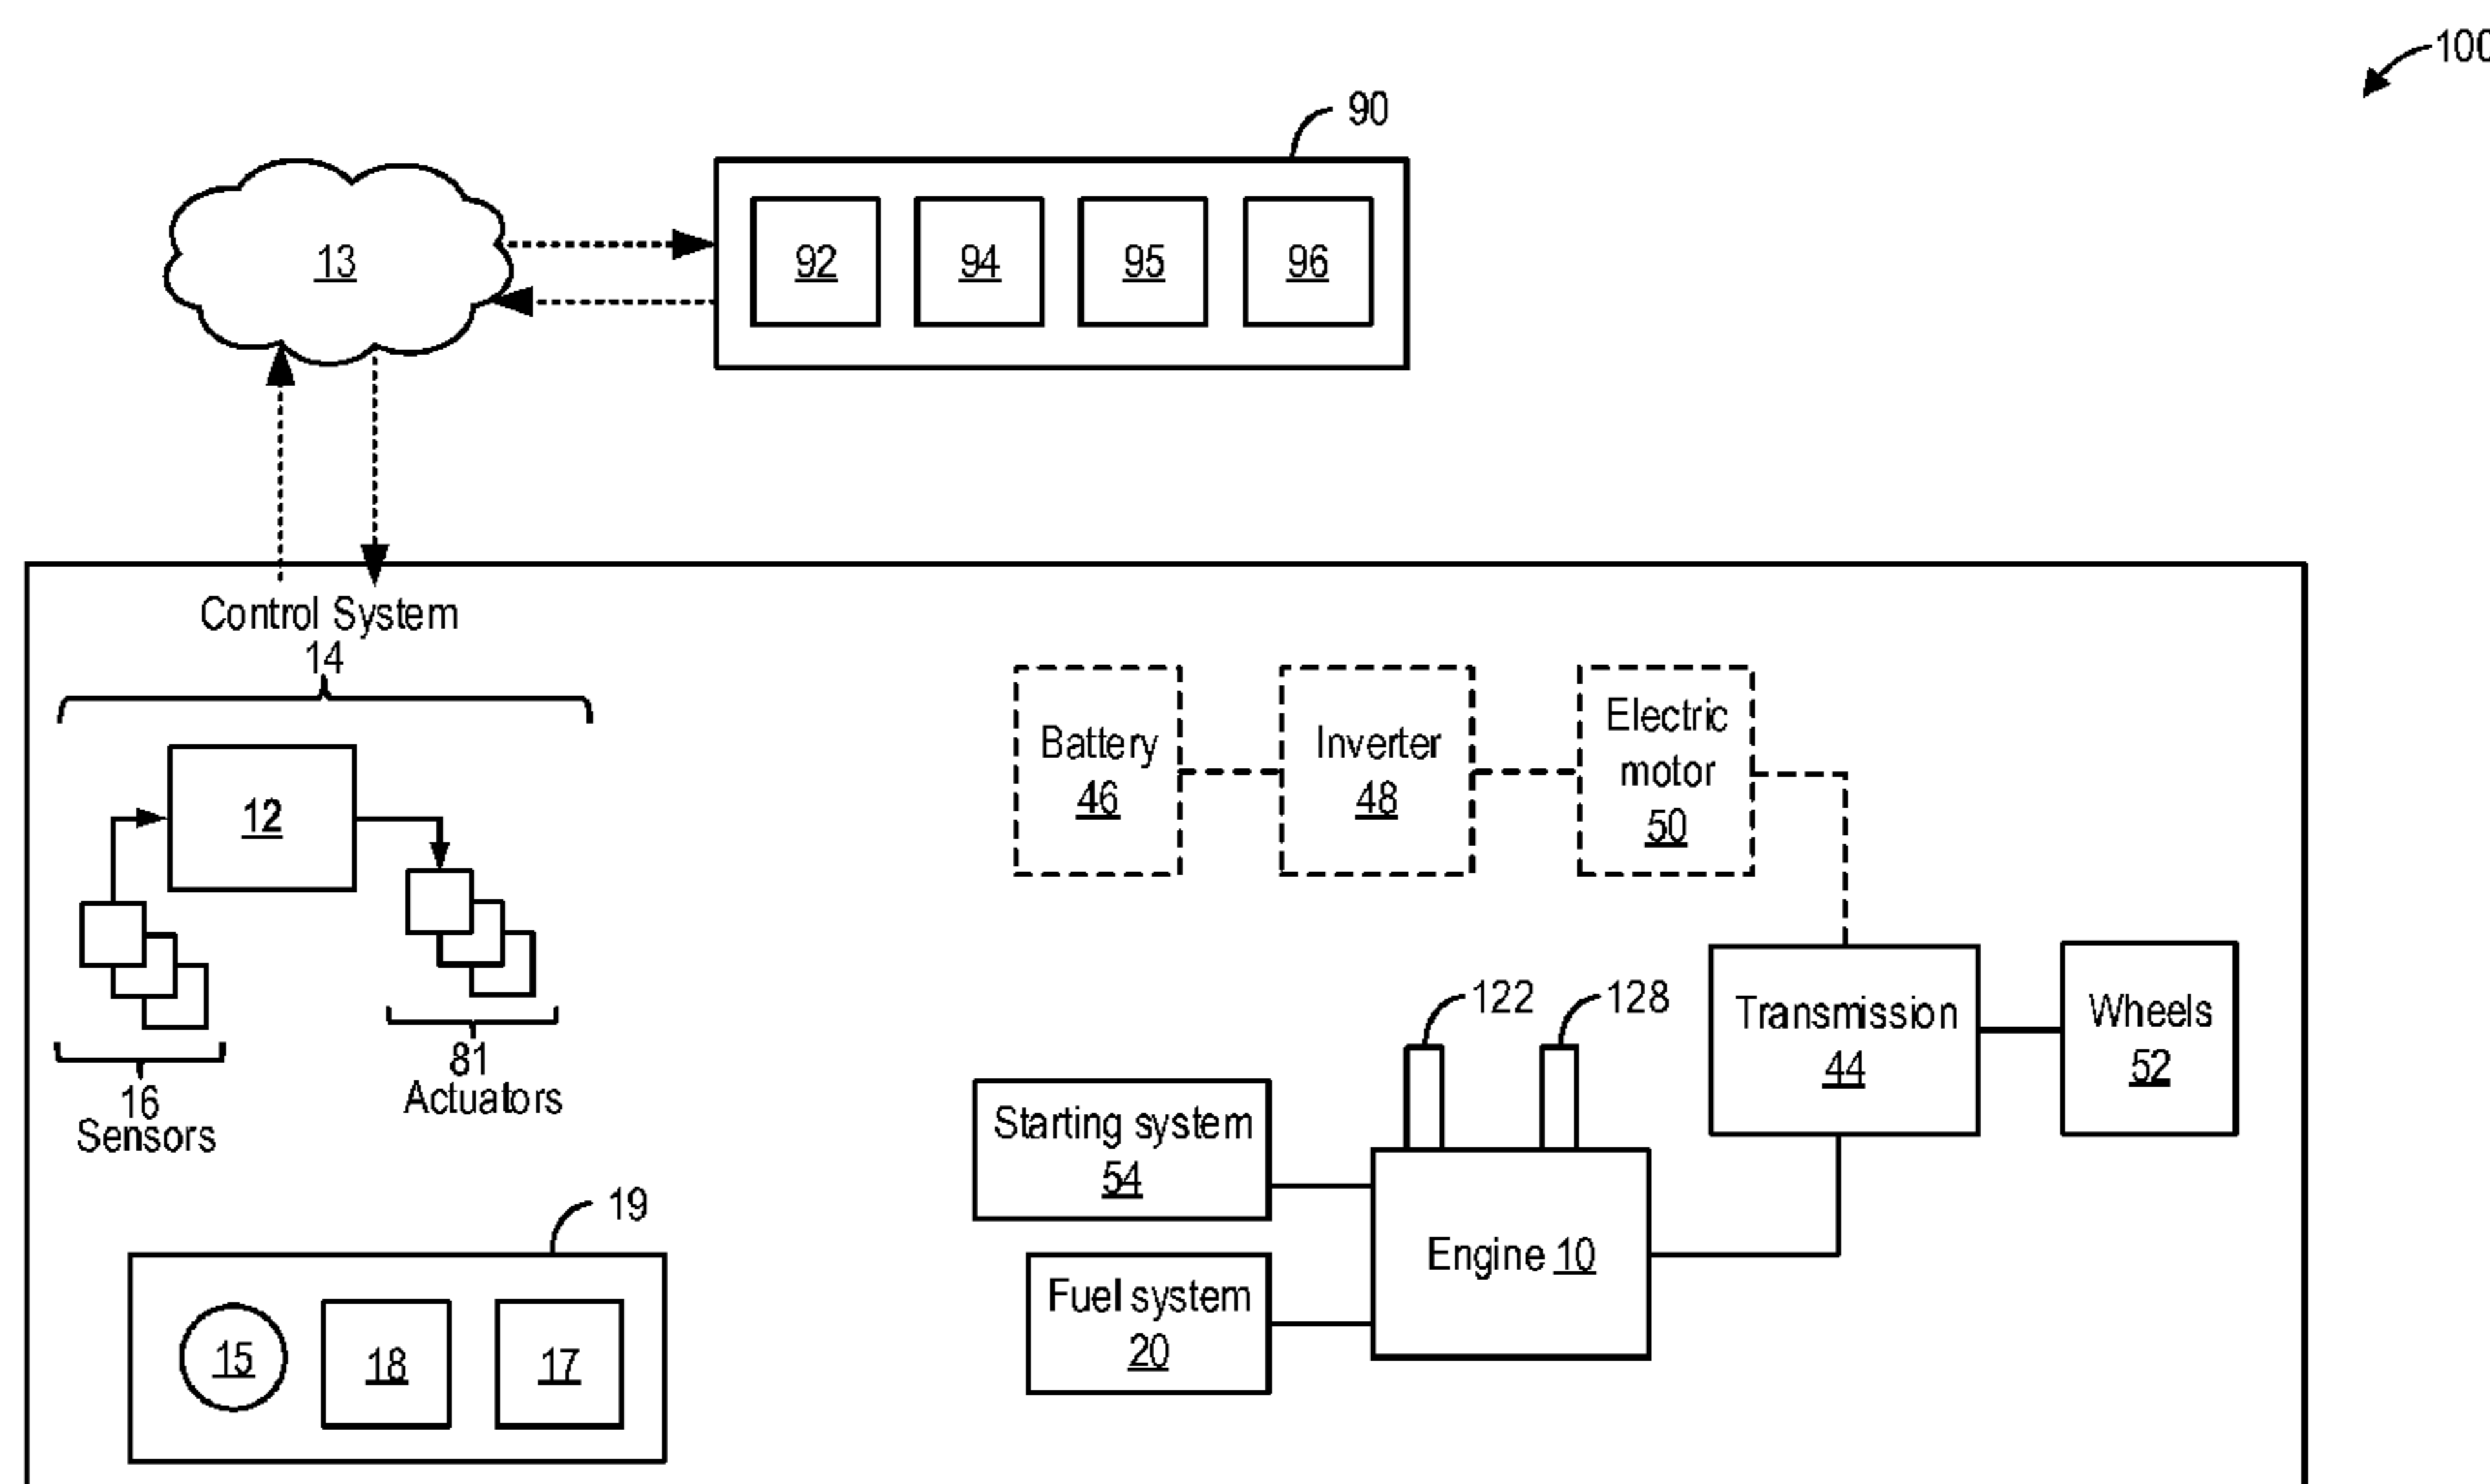 100
90
13
92
94
95
96
Control System
14
12
16
Sensors
81
Actuators
Battery
46
Inverter
48
Electric
motor
50
122
128
Transmission
44
Wheels
52
Starting system
54
Engine 10
Fuel system
20
19
15
18
17